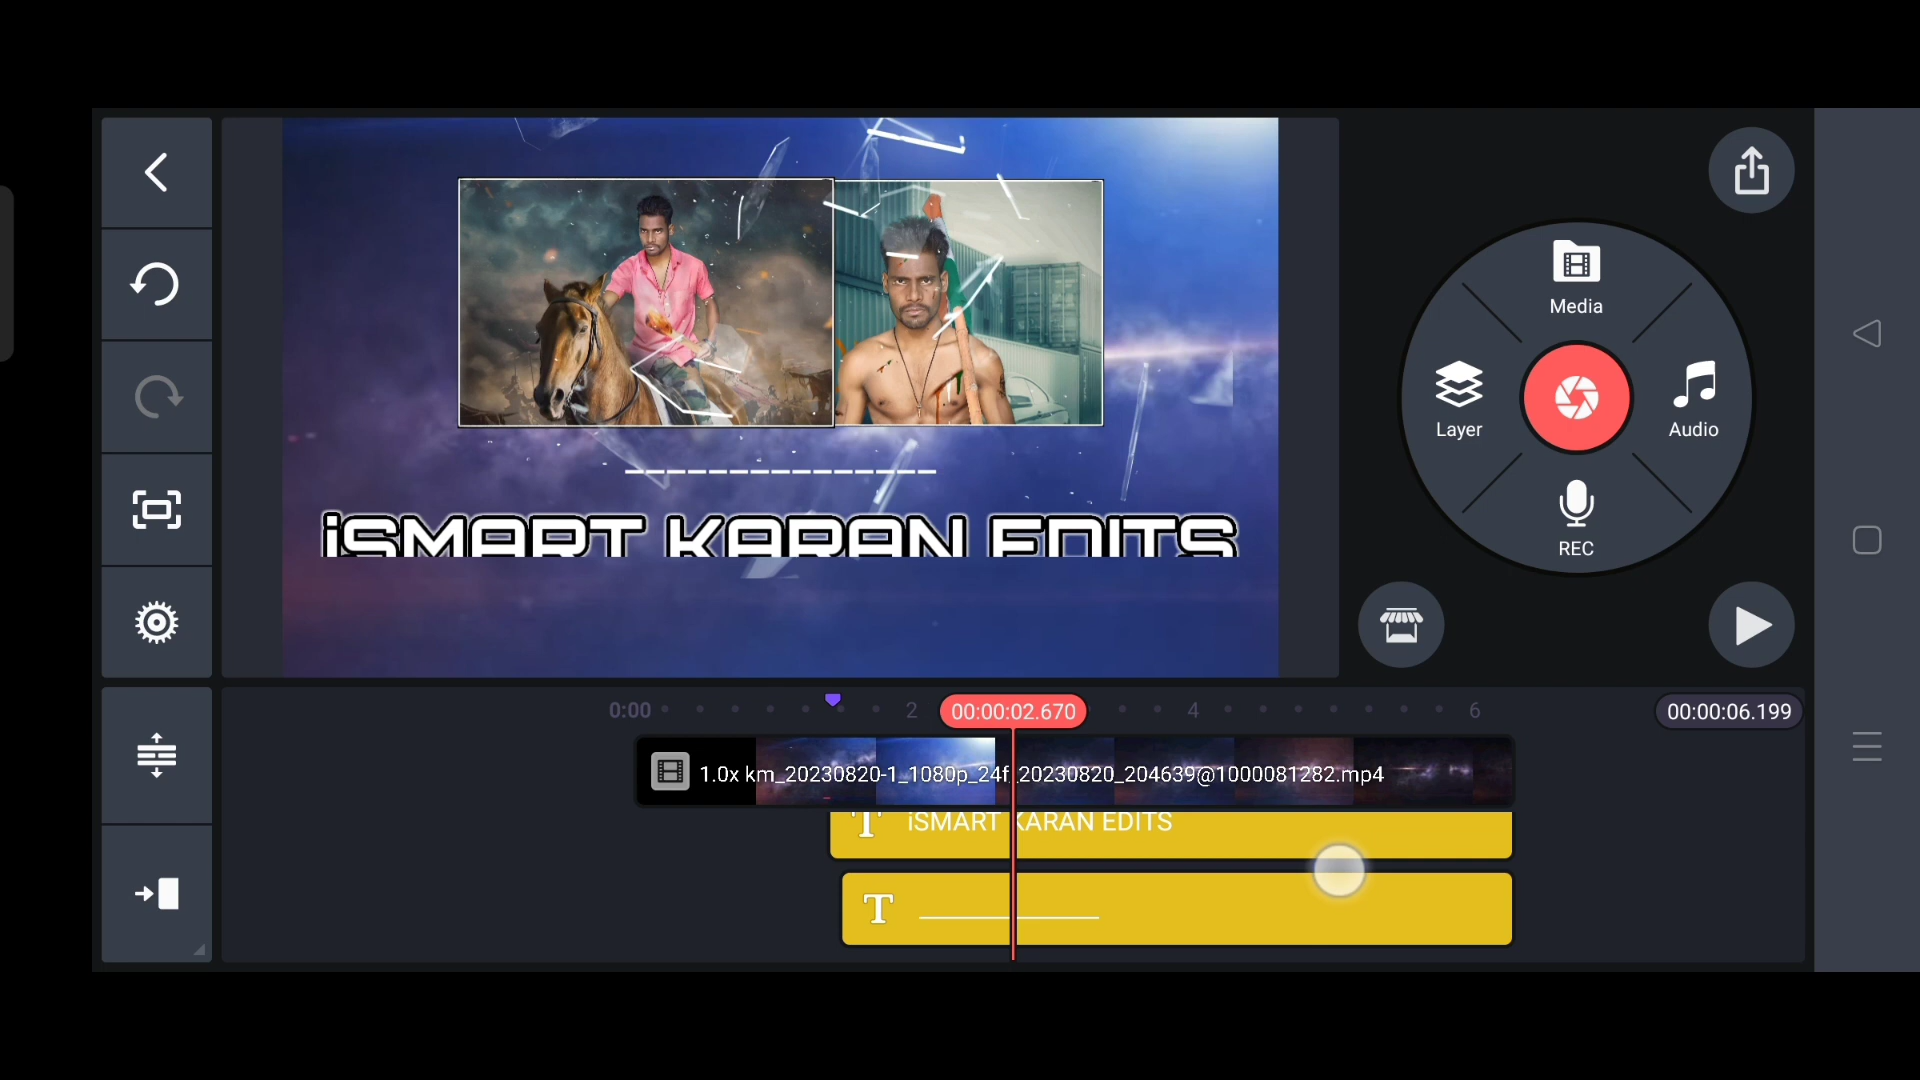 Media
Layer
Audio
REC
iSMART KARAN EDITS
0:00
2
00:00:02.670
4
6
00:00:06.199
1.0x km_20230820-1_1080p_24f_20230820_204639@1000081282.mp4
T iSMART KARAN EDITS
T